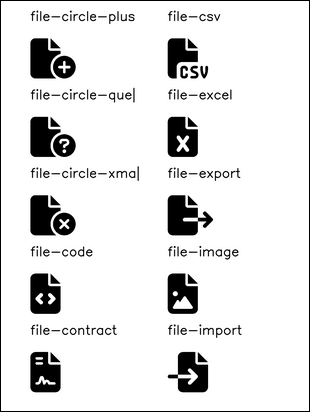 file-circle-plus file-csv
CSV
file-circle-que| file-excel
?
X
file-circle-xma| file-export
file-code file-image
file-contract file-import